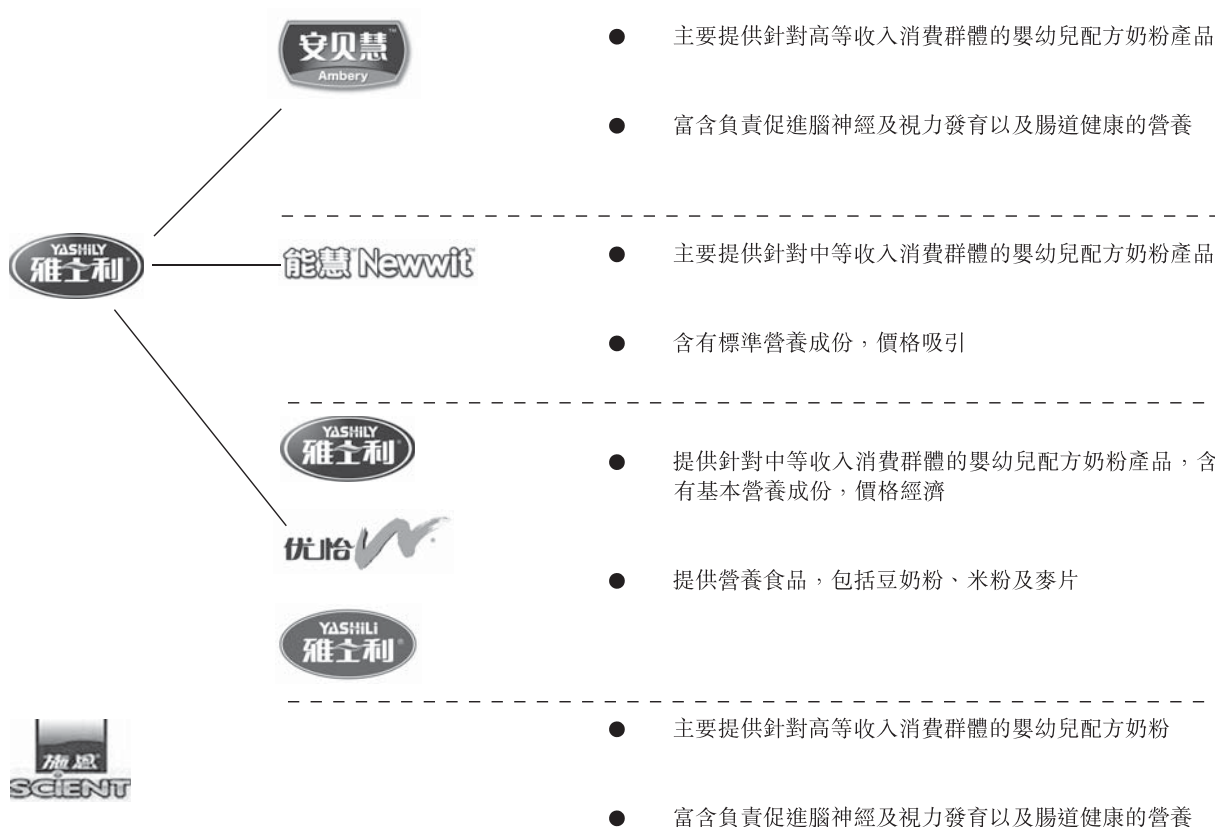 安贝慧™
Ambery
主要提供針對高等收入消費群體的嬰幼兒配方奶粉產品
富含負責促進腦神經及視力發育以及腸道健康的營養
YASHILY
雅士利
能慧™ Newwit™
主要提供針對中等收入消費群體的嬰幼兒配方奶粉產品
含有標準營養成份，價格吸引
YASHILY
雅士利®
提供針對中等收入消費群體的嬰幼兒配方奶粉產品，含
有基本營養成份，價格經濟
优怡
提供營養食品，包括豆奶粉、米粉及麥片
YASHILI
雅士利®
施恩
SCIENT
主要提供針對高等收入消費群體的嬰幼兒配方奶粉
富含負責促進腦神經及視力發育以及腸道健康的營養